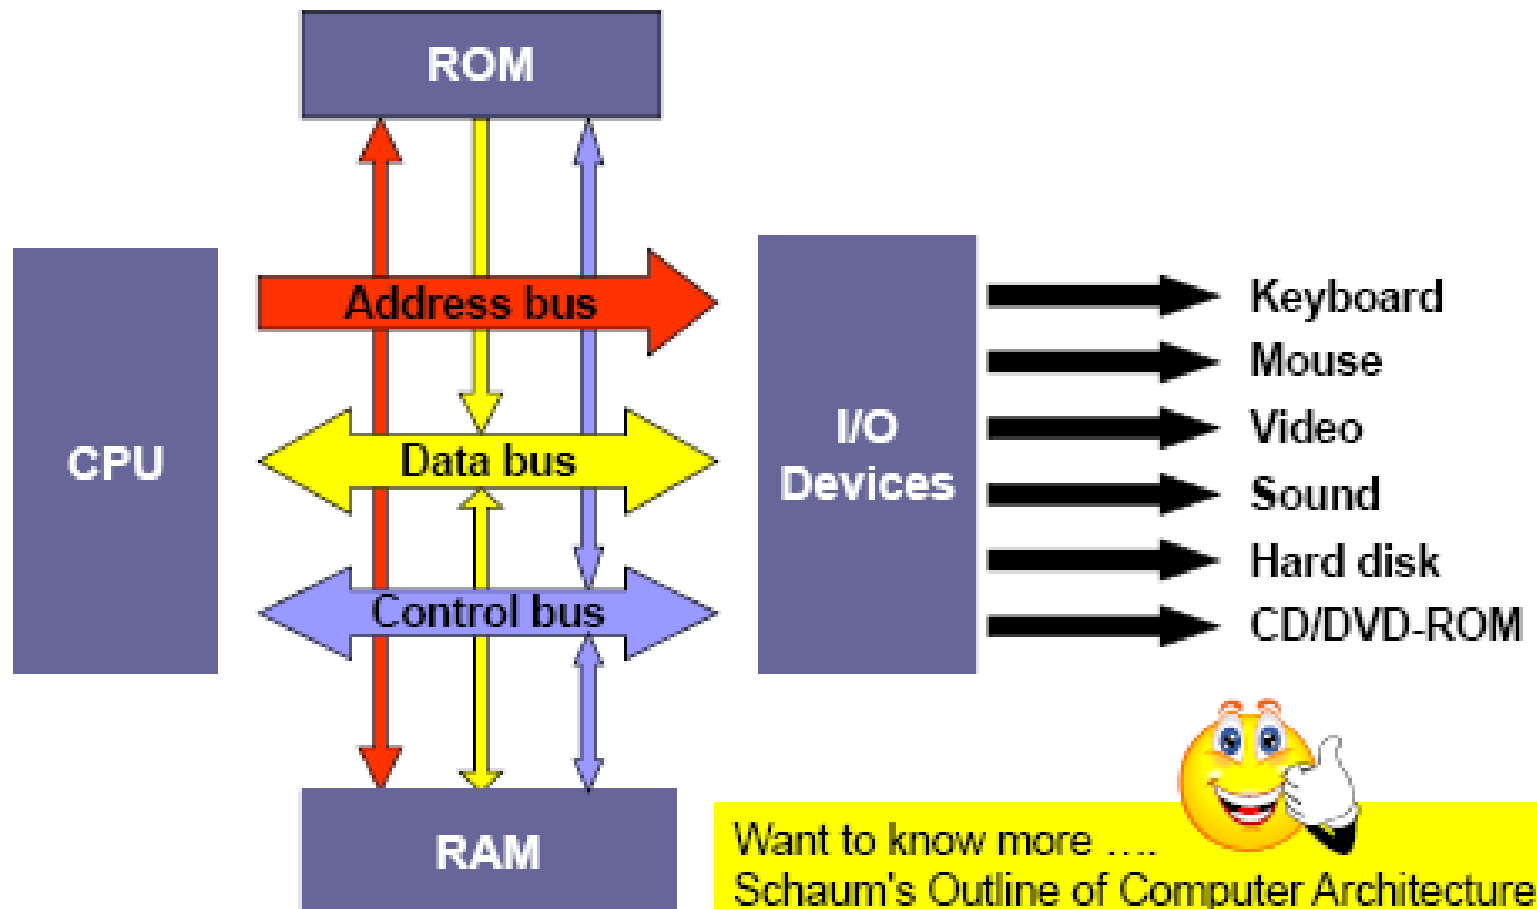 ROM
Address bus
CPU
Data bus
Control bus
RAM
I/O
Devices
Keyboard
Mouse
Video
Sound
Hard disk
CD/DVD-ROM
Want to know more ....
Schaum's Outline of Computer Architecture